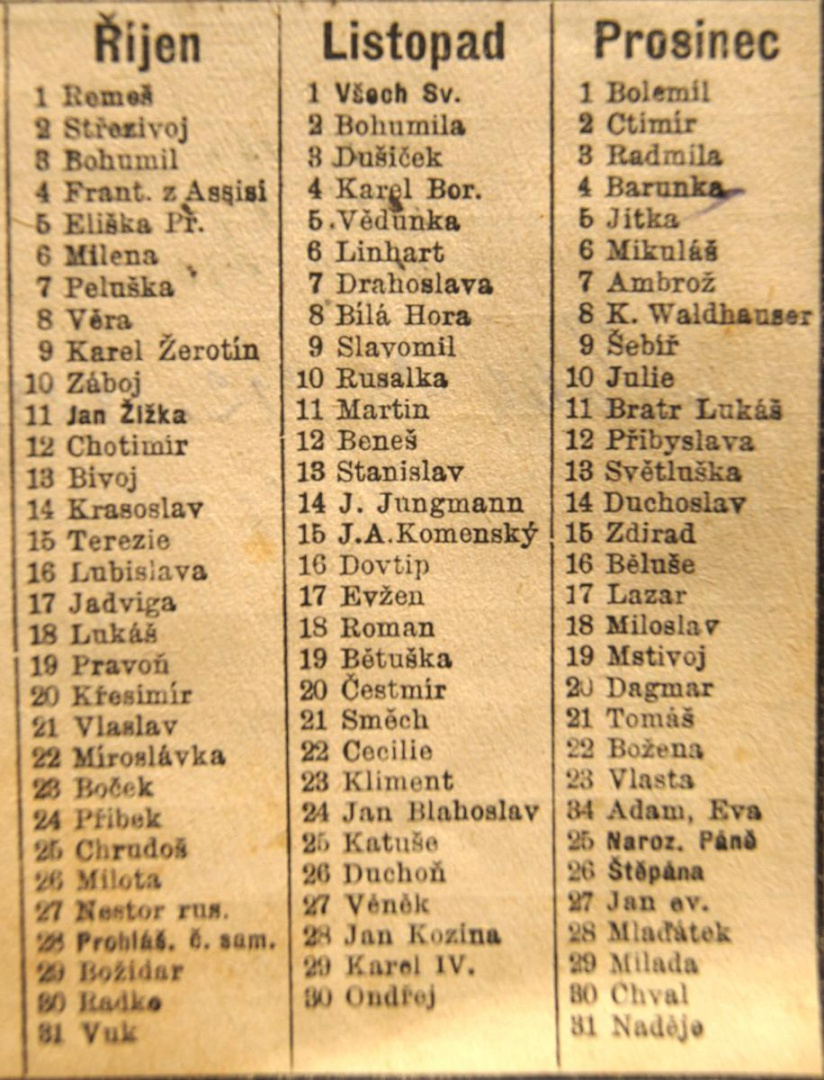 Říjen
1 Remeš
2 Střezivoj
3 Bohumil
4 Frant. z Assisi
5 Eliška Př.
6 Milena
7 Peluška
8 Věra
9 Karel Žerotín
10 Záboj
11 Jan Žižka
12 Chotimír
13 Bivoj
14 Krasoslav
15 Terezie
16 Lubislava
17 Jadviga
18 Lukáš
19 Pravoň
20 Křesimír
21 Vlaslav
22 Miroslávka
23 Boček
24 Příbek
25 Chrudoš
26 Milota
27 Nestor rus.
28 Prohláš. č. sam.
29 Božidar
30 Radko
31 Vuk
Listopad
1 Všech Sv.
2 Bohumila
3 Dušiček
4 Karel Bor.
5 Vědunka
6 Linhart
7 Drahoslava
8 Bílá Hora
9 Slavomil
10 Rusalka
11 Martin
12 Beneš
13 Stanislav
14 J. Jungmann
15 J.A.Komenský
16 Dovtip
17 Evžen
18 Roman
19 Bětuška
20 Čestmír
21 Směch
22 Cecilie
23 Kliment
24 Jan Blahoslav
25 Katuše
26 Duchoň
27 Věněk
28 Jan Kozina
29 Karel IV.
30 Ondřej
Prosinec
1 Bolemil
2 Ctimír
3 Radmila
4 Barunka
5 Jitka
6 Mikuláš
7 Ambrož
8 K. Waldhauser
9 Šebíř
10 Julie
11 Bratr Lukáš
12 Přibyslava
13 Světluška
14 Duchoslav
15 Zdirad
16 Běluše
17 Lazar
18 Miloslav
19 Mstivoj
20 Dagmar
21 Tomáš
22 Božena
23 Vlasta
34 Adam, Eva
25 Naroz. Páně
26 Štěpána
27 Jan ev.
28 Mlaďátek
29 Milada
30 Chval
31 Naděje